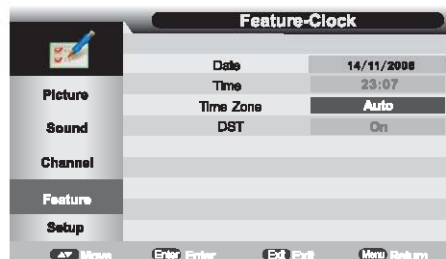 Feature-Clock
Date 14/11/2008
Time 23:07
Time Zone Auto
DST On
Picture
Sound
Channel
Feature
Setup
Move Enter Enter Exit Exit Menu Return